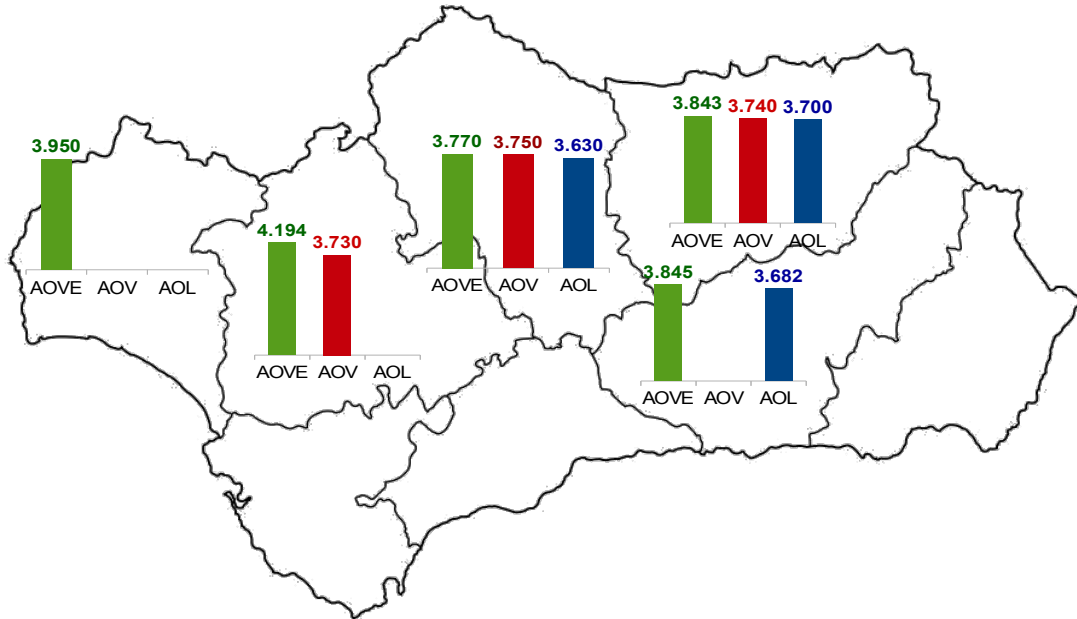 3.950
AOVE AOV AOL
4.194 3.730
AOVE AOV AOL
3.770 3.750 3.630
AOVE AOV AOL
3.843 3.740 3.700
AOVE AOV AOL
3.845 3.682
AOVE AOV AOL